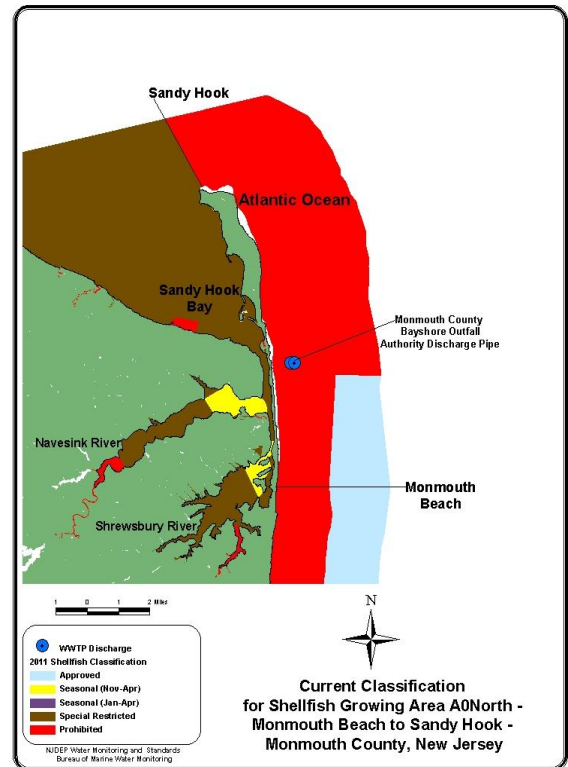 Sandy Hook
Atlantic Ocean
Sandy Hook
Bay
Monmouth County
Bayshore Outfall
Authority Discharge Pipe
Navesink River
Monmouth
Beach
Shrewsbury River
1 0 1 2 Miles
N
WWTP Discharge
2011 Shellfish Classification
Approved
Seasonal (Nov-Apr)
Seasonal (Jan-Apr)
Special Restricted
Prohibited
NJDEP Water Monitoring and Standards
Bureau of Marine Water Monitoring
Current Classification
for Shellfish Growing Area A0North -
Monmouth Beach to Sandy Hook -
Monmouth County, New Jersey